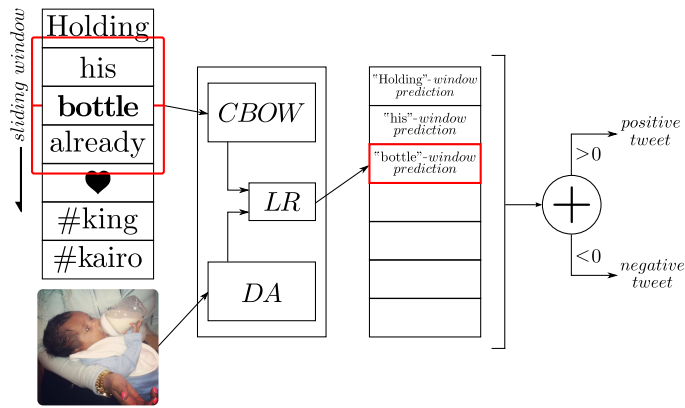 sliding window
Holding
his
bottle
already
♥
#king
#kairo
CBOW
LR
DA
"Holding"-window
prediction
"his"-window
prediction
"bottle"-window
prediction
>0
<0
positive
tweet
negative
tweet